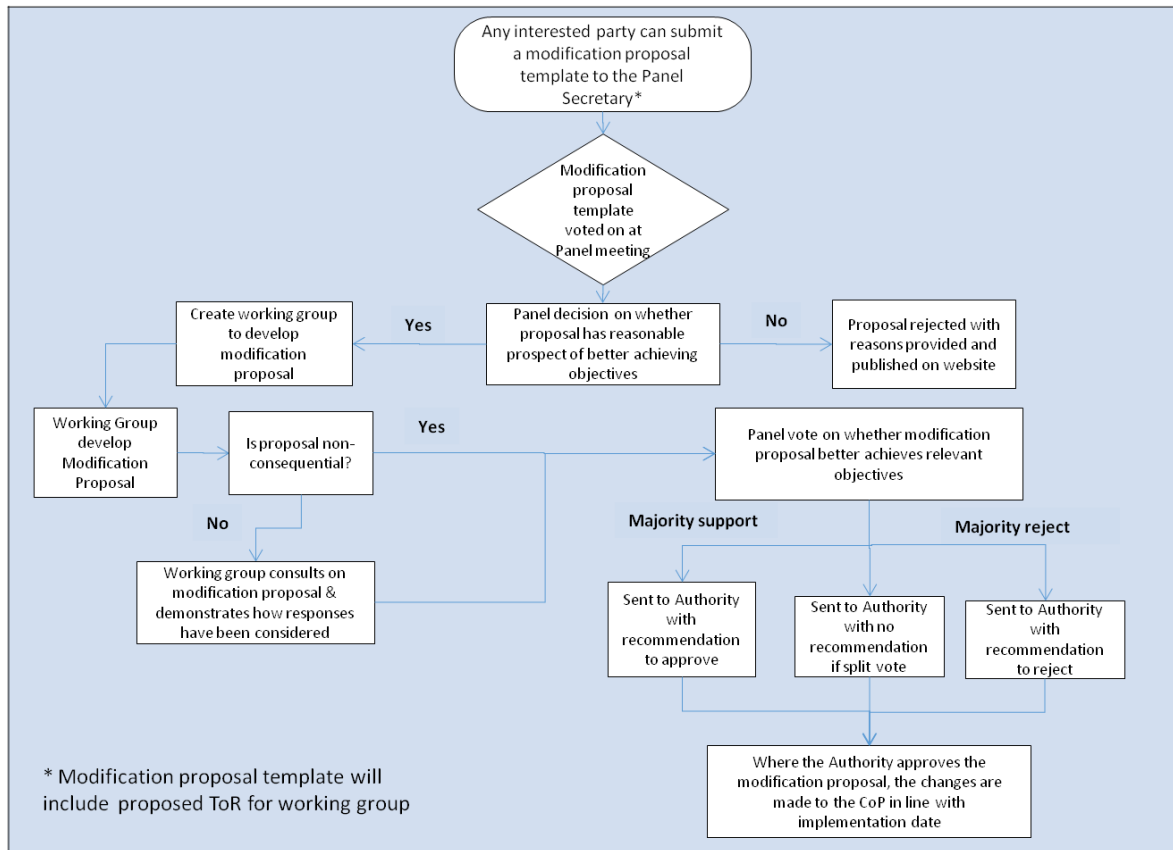 Any interested party can submit
a modification proposal
template to the Panel
Secretary*
Modification
proposal
template
voted on at
Panel meeting
Create working group
to develop
modification
proposal
Yes
Panel decision on whether
proposal has reasonable
prospect of better achieving
objectives
No
Proposal rejected with
reasons provided and
published on website
Working Group
develop
Modification
Proposal
Is proposal non-
consequential?
Yes
Panel vote on whether modification
proposal better achieves relevant
objectives
No
Majority support
Majority reject
Working group consults on
modification proposal &
demonstrates how responses
have been considered
Sent to Authority
with
recommendation
to approve
Sent to Authority
with no
recommendation
if split vote
Sent to Authority
with
recommendation
to reject
* Modification proposal template will
include proposed ToR for working group
Where the Authority approves the
modification proposal, the changes are
made to the CoP in line with
implementation date